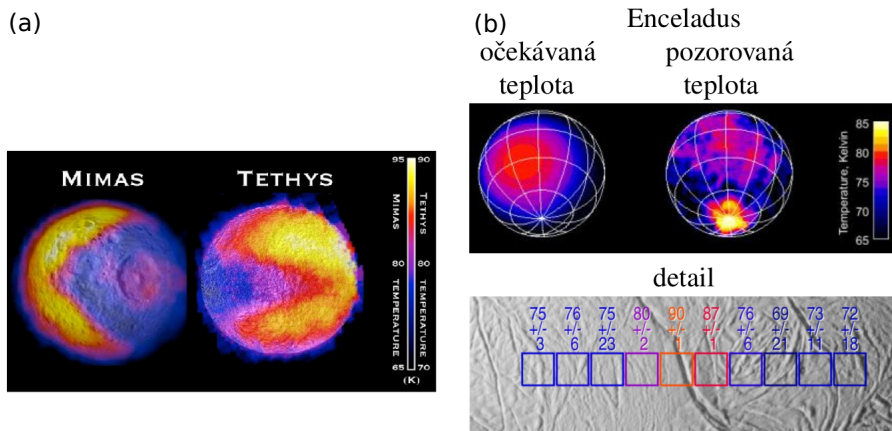 (a)
MIMAS
TETHYS
95
90
MIMAS
TETHYS
80
80
TEMPERATURE
TEMPERATURE
65
70
(K)
(b)
Enceladus
očekávaná
teplota
pozorovaná
teplota
85
80
75
70
65
Temperature, Kelvin
detail
75 76 75 80 90 87 76 69 73 72
+/- +/- +/- +/- +/- +/- +/- +/- +/- +/-
3 6 23 2 1 1 6 21 11 18